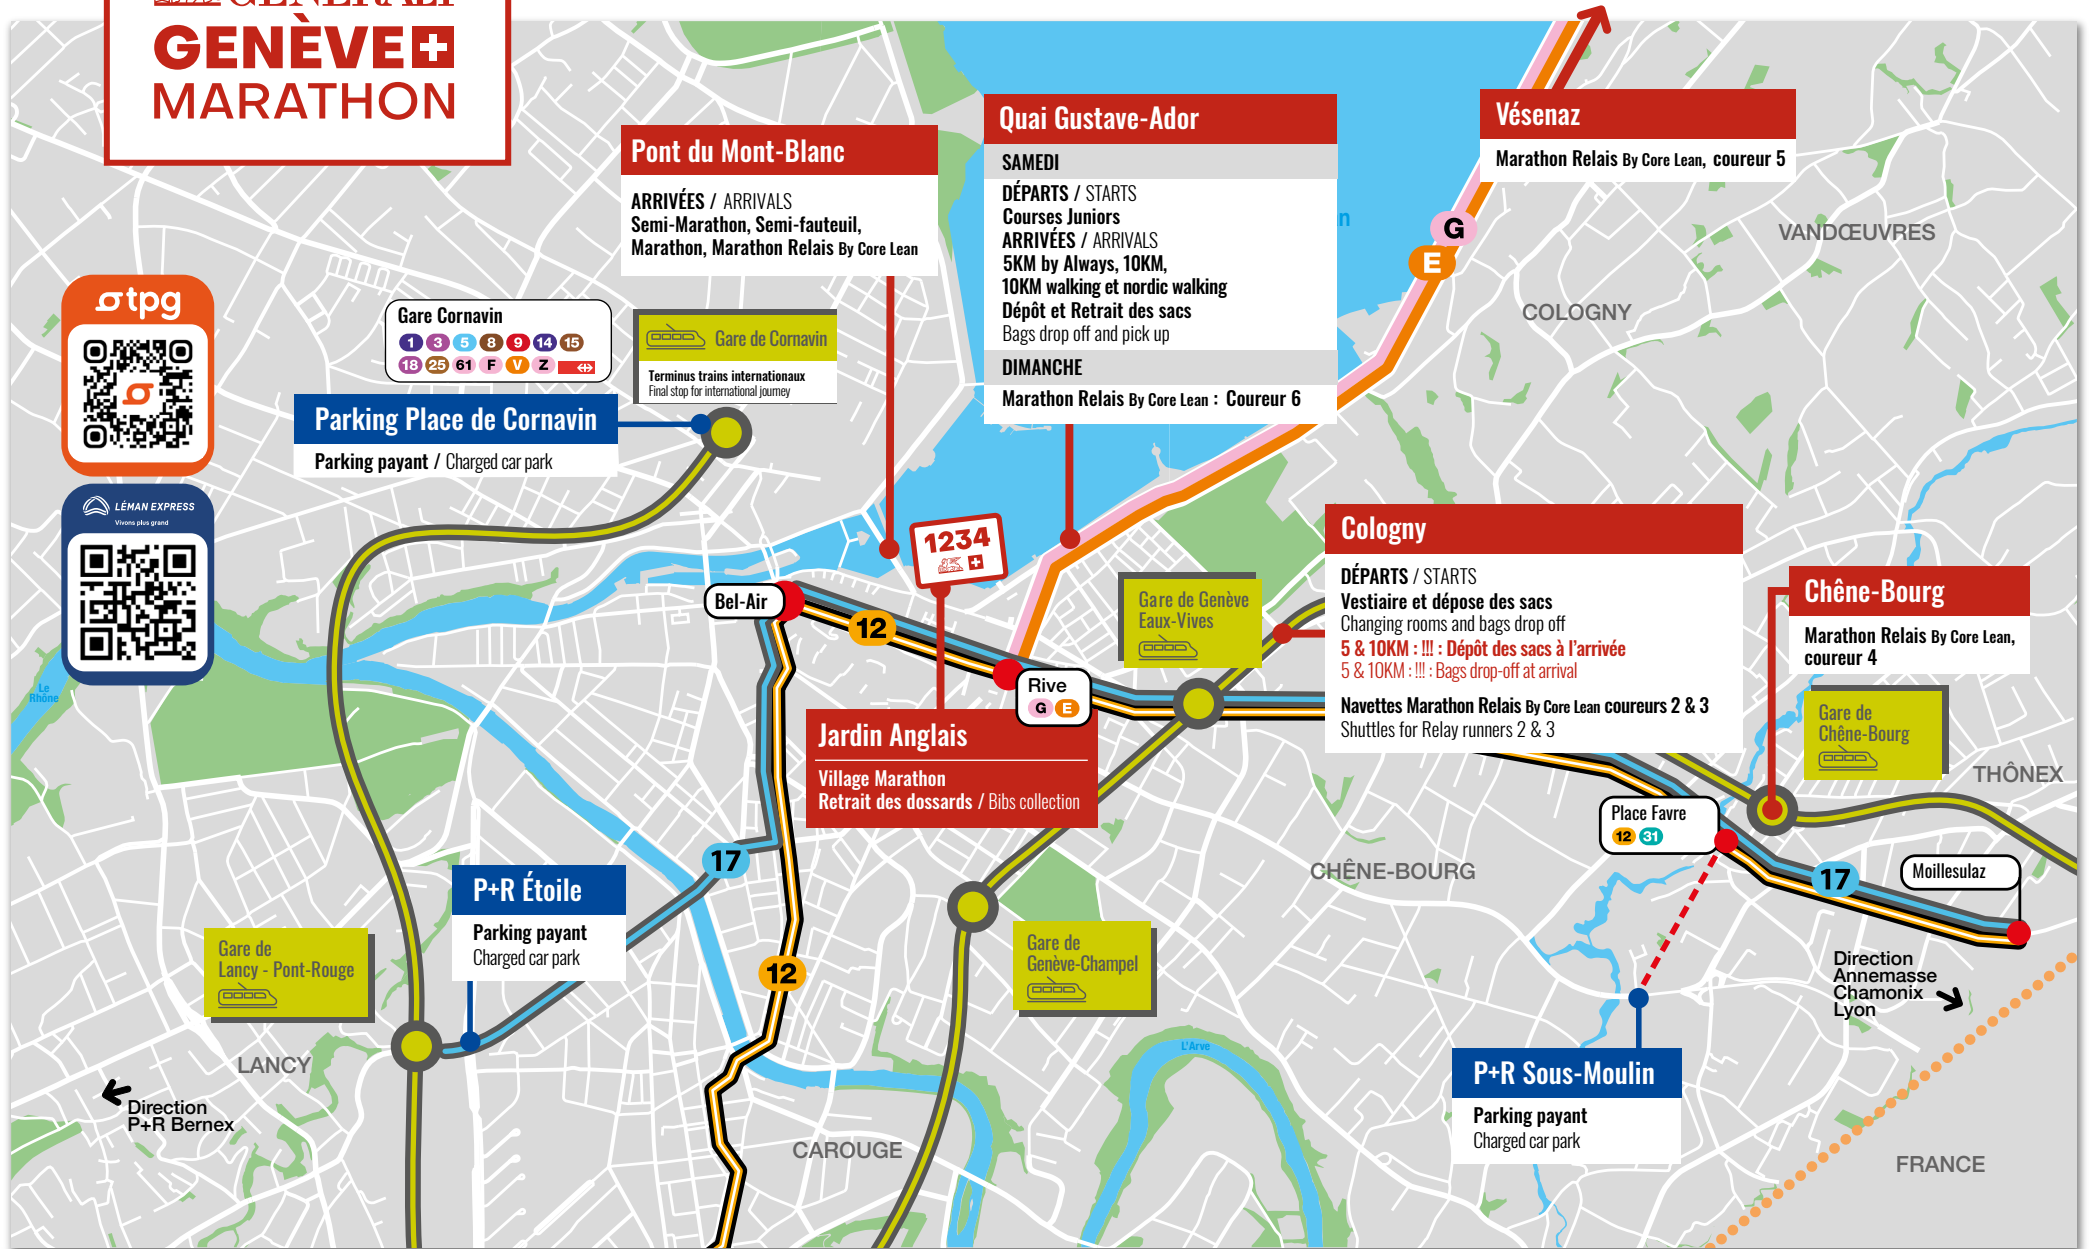 GENERALI
GENÈVE
MARATHON
Pont du Mont-Blanc
ARRIVÉES / ARRIVALS
Semi-Marathon, Semi-fauteuil,
Marathon, Marathon Relais By Core Lean
Quai Gustave-Ador
SAMEDI
DÉPARTS / STARTS
Courses Juniors
ARRIVÉES / ARRIVALS
5KM by Always, 10KM,
10KM walking et nordic walking
Dépôt et Retrait des sacs
Bags drop off and pick up
DIMANCHE
Marathon Relais By Core Lean : Coureur 6
Vésenaz
Marathon Relais By Core Lean, coureur 5
G
E
VANDŒUVRES
COLOGNY
tpg
Gare Cornavin
1 3 5 8 9 14 15
18 25 61 F V Z
Gare de Cornavin
Terminus trains internationaux
Final stop for international journey
Parking Place de Cornavin
Parking payant / Charged car park
LÉMAN EXPRESS
Vivons plus grand
Le
Rhône
1234
Bel-Air
12
Rive
G E
Jardin Anglais
Village Marathon
Retrait des dossards / Bibs collection
Gare de Genève
Eaux-Vives
Cologny
DÉPARTS / STARTS
Vestiaire et dépose des sacs
Changing rooms and bags drop off
5 & 10KM : !!! : Dépôt des sacs à l'arrivée
5 & 10KM : !!! : Bags drop-off at arrival
Navettes Marathon Relais By Core Lean coureurs 2 & 3
Shuttles for Relay runners 2 & 3
Chêne-Bourg
Marathon Relais By Core Lean,
coureur 4
Gare de
Chêne-Bourg
THÔNEX
Place Favre
12 31
17
Moillesulaz
CHÊNE-BOURG
17
P+R Étoile
Parking payant
Charged car park
12
Gare de
Lancy - Pont-Rouge
Gare de
Genève-Champel
Direction
Annemasse
Chamonix
Lyon
LANCY
Direction
P+R Bernex
L'Arve
P+R Sous-Moulin
Parking payant
Charged car park
CAROUGE
FRANCE